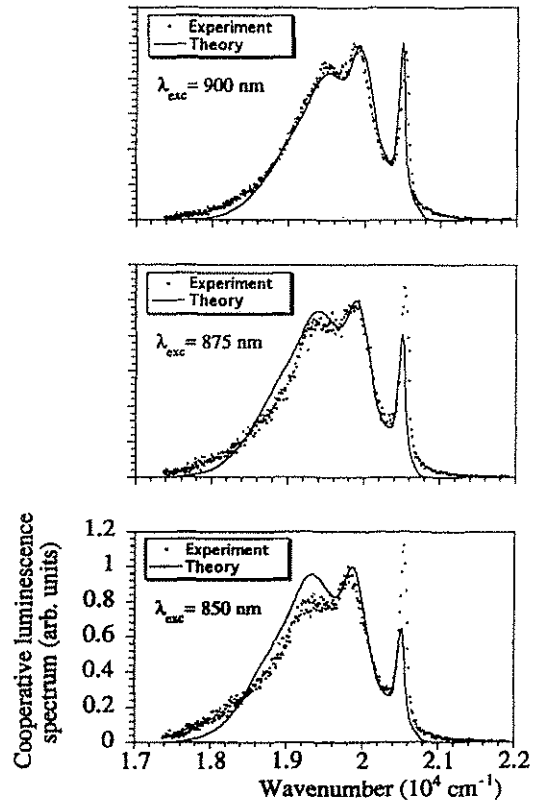 Experiment
Theory
λexc= 900 nm
Experiment
Theory
λexc= 875 nm
Cooperative luminescence
spectrum (arb. units)
1.2
1
0.8
0.6
0.4
0.2
0
Experiment
Theory
λexc= 850 nm
1.7 1.8 1.9 2 2.1 2.2
Wavenumber (10⁴ cm⁻¹)